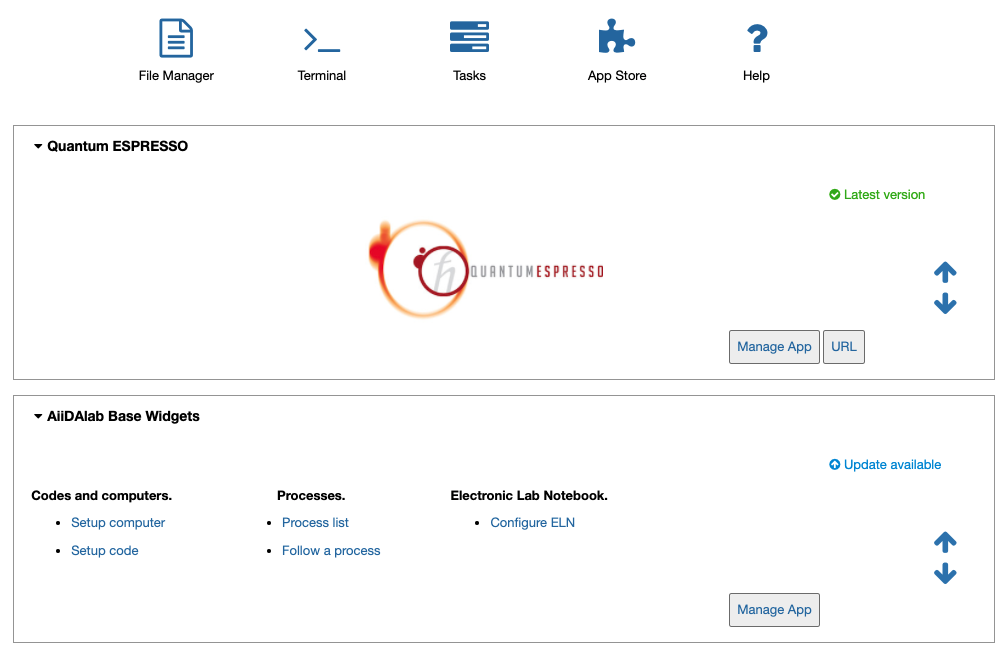 File Manager
Terminal
Tasks
App Store
Help
Quantum ESPRESSO
Latest version
QUANTUMESPRESSO
Manage App
URL
AiiDAlab Base Widgets
Update available
Codes and computers.
Setup computer
Setup code
Processes.
Process list
Follow a process
Electronic Lab Notebook.
Configure ELN
Manage App